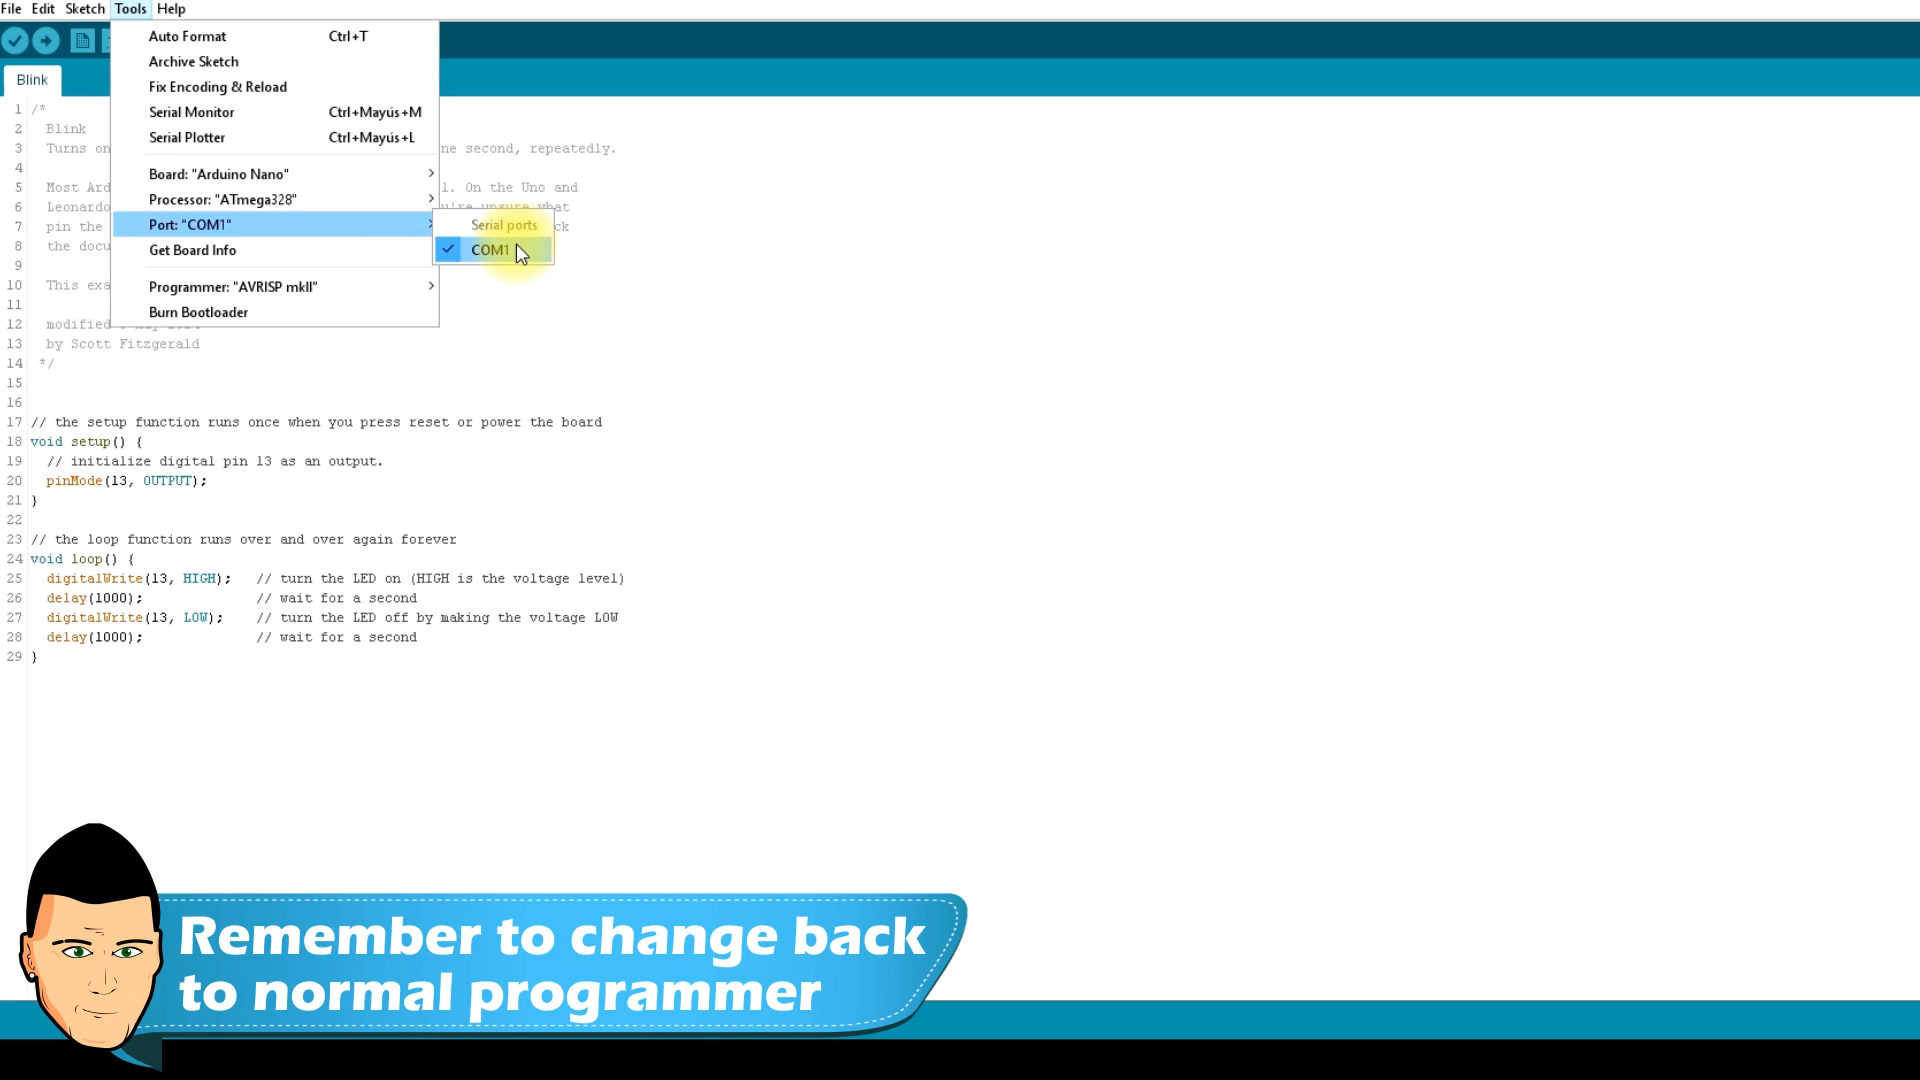 File Edit Sketch Tools Help
Auto Format Ctrl+T
Archive Sketch
Fix Encoding & Reload
Serial Monitor Ctrl+Mayús+M
Serial Plotter Ctrl+Mayús+L
Board: "Arduino Nano"
Processor: "ATmega328"
Port: "COM1"
Get Board Info
Programmer: "AVRISP mkII"
Burn Bootloader
Serial ports
COM1
Blink
1 /*
2 Blink
3 Turns on ne second, repeatedly.
4
5 Most Ard l. On the Uno and
6 Leonardo u're unsure what
7 pin the ck
8 the docu
9
10 This exa
11
12 modified
13 by Scott Fitzgerald
14 */
15
16
17 // the setup function runs once when you press reset or power the board
18 void setup() {
19 // initialize digital pin 13 as an output.
20 pinMode(13, OUTPUT);
21 }
22
23 // the loop function runs over and over again forever
24 void loop() {
25 digitalWrite(13, HIGH); // turn the LED on (HIGH is the voltage level)
26 delay(1000); // wait for a second
27 digitalWrite(13, LOW); // turn the LED off by making the voltage LOW
28 delay(1000); // wait for a second
29 }
Remember to change back
to normal programmer